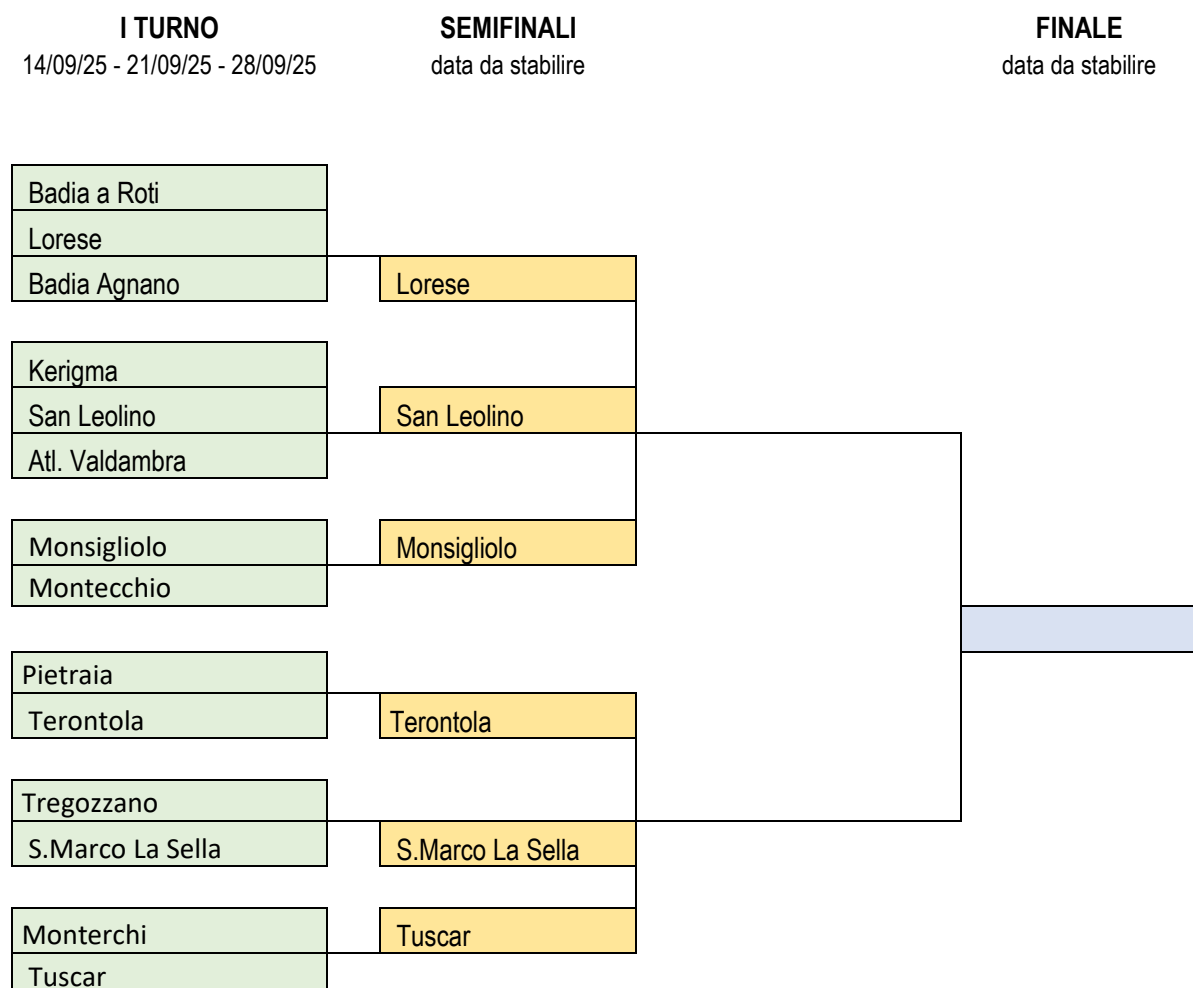 I TURNO SEMIFINALI FINALE
14/09/25 - 21/09/25 - 28/09/25 data da stabilire data da stabilire
Badia a Roti
Lorese
Badia Agnano Lorese
Kerigma
San Leolino San Leolino
Atl. Valdambra
Monsigliolo Monsigliolo
Montecchio
Pietraia
Terontola Terontola
Tregozzano
S.Marco La Sella S.Marco La Sella
Monterchi Tuscar
Tuscar